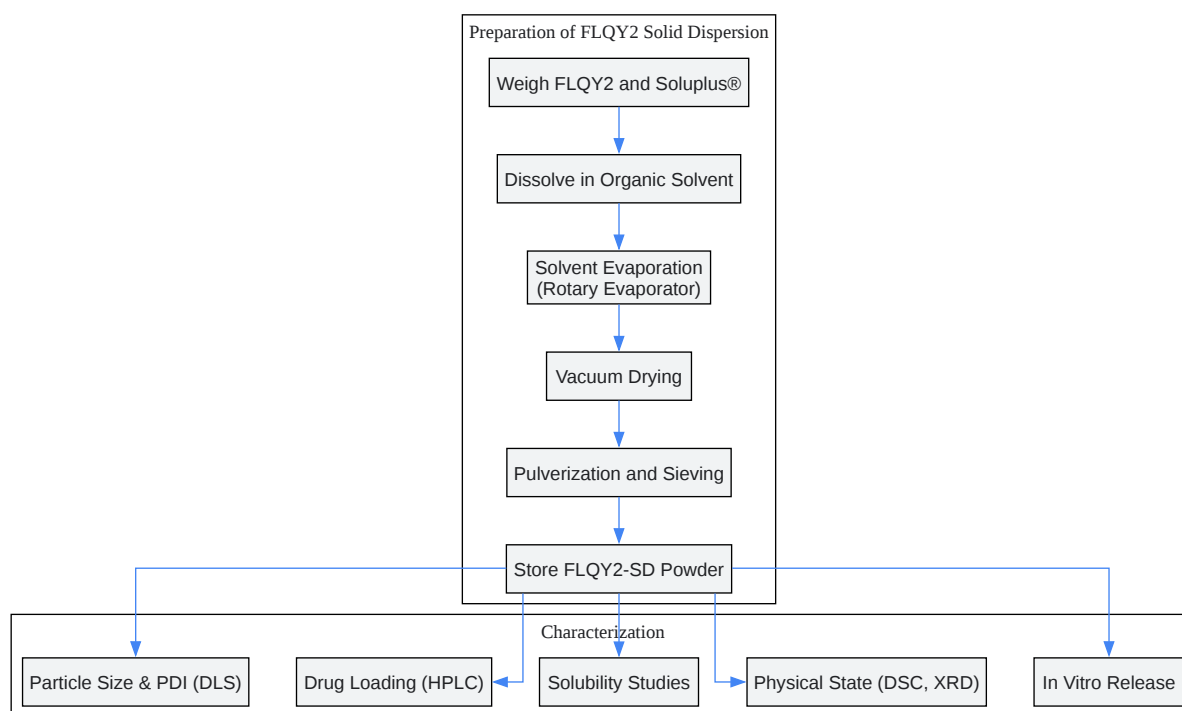 Preparation of FLQY2 Solid Dispersion
Weigh FLQY2 and Soluplus®
Dissolve in Organic Solvent
Solvent Evaporation
(Rotary Evaporator)
Vacuum Drying
Pulverization and Sieving
Store FLQY2-SD Powder
Characterization
Particle Size & PDI (DLS)
Drug Loading (HPLC)
Solubility Studies
Physical State (DSC, XRD)
In Vitro Release